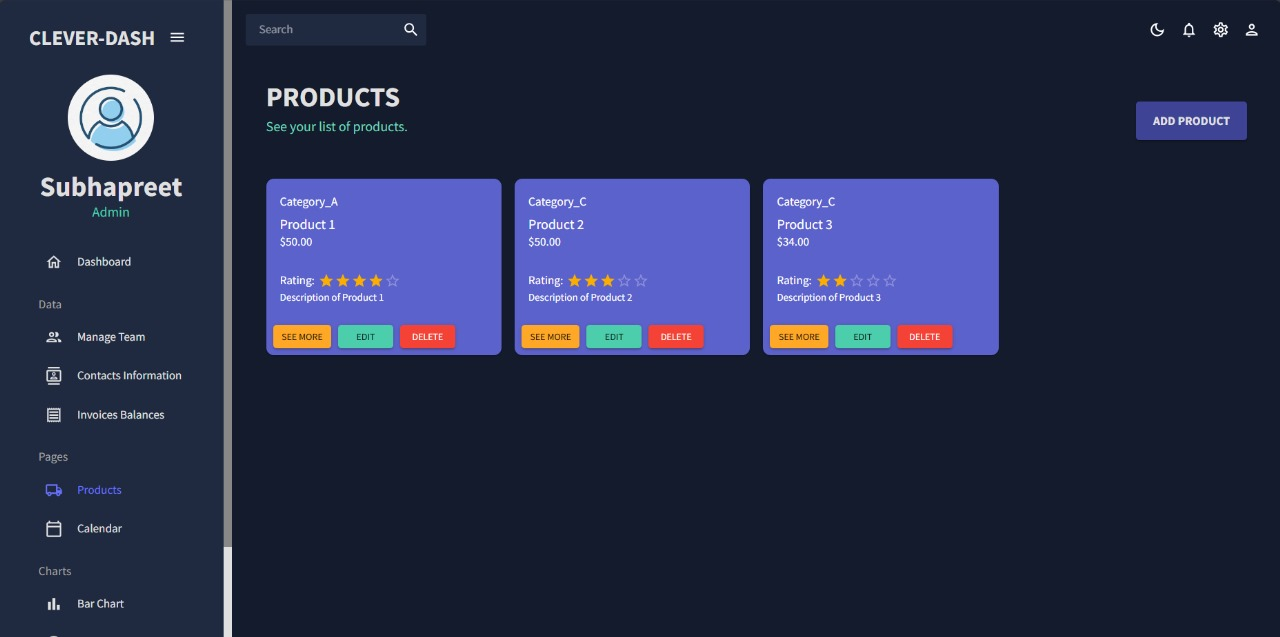 CLEVER-DASH
Subhapreet
Admin
Dashboard
Data
Manage Team
Contacts Information
Invoices Balances
Pages
Products
Calendar
Charts
Bar Chart
Search
PRODUCTS
See your list of products.
ADD PRODUCT
Category_A
Product 1
$50.00
Rating:
Description of Product 1
SEE MORE EDIT DELETE
Category_C
Product 2
$50.00
Rating:
Description of Product 2
SEE MORE EDIT DELETE
Category_C
Product 3
$34.00
Rating:
Description of Product 3
SEE MORE EDIT DELETE